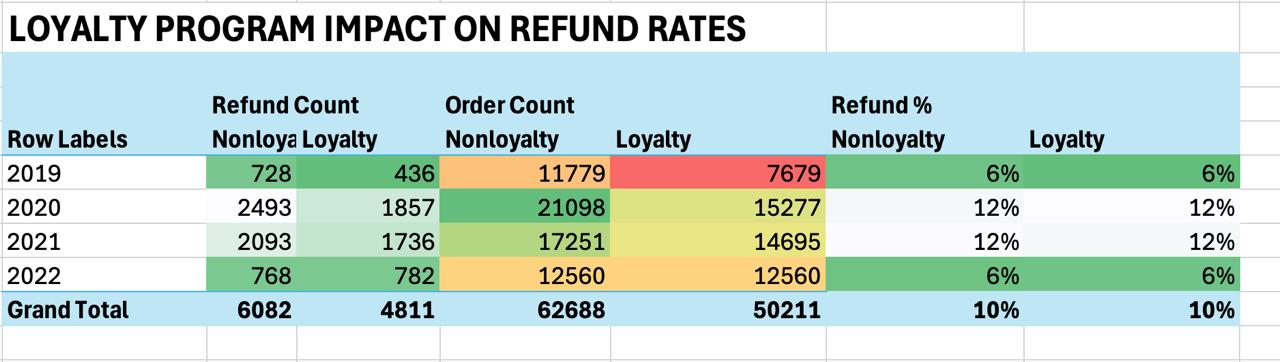 LOYALTY PROGRAM IMPACT ON REFUND RATES
Refund Count Order Count Refund %
Row Labels Nonloya Loyalty Nonloyalty Loyalty Nonloyalty Loyalty
2019 728 436 11779 7679 6% 6%
2020 2493 1857 21098 15277 12% 12%
2021 2093 1736 17251 14695 12% 12%
2022 768 782 12560 12560 6% 6%
Grand Total 6082 4811 62688 50211 10% 10%